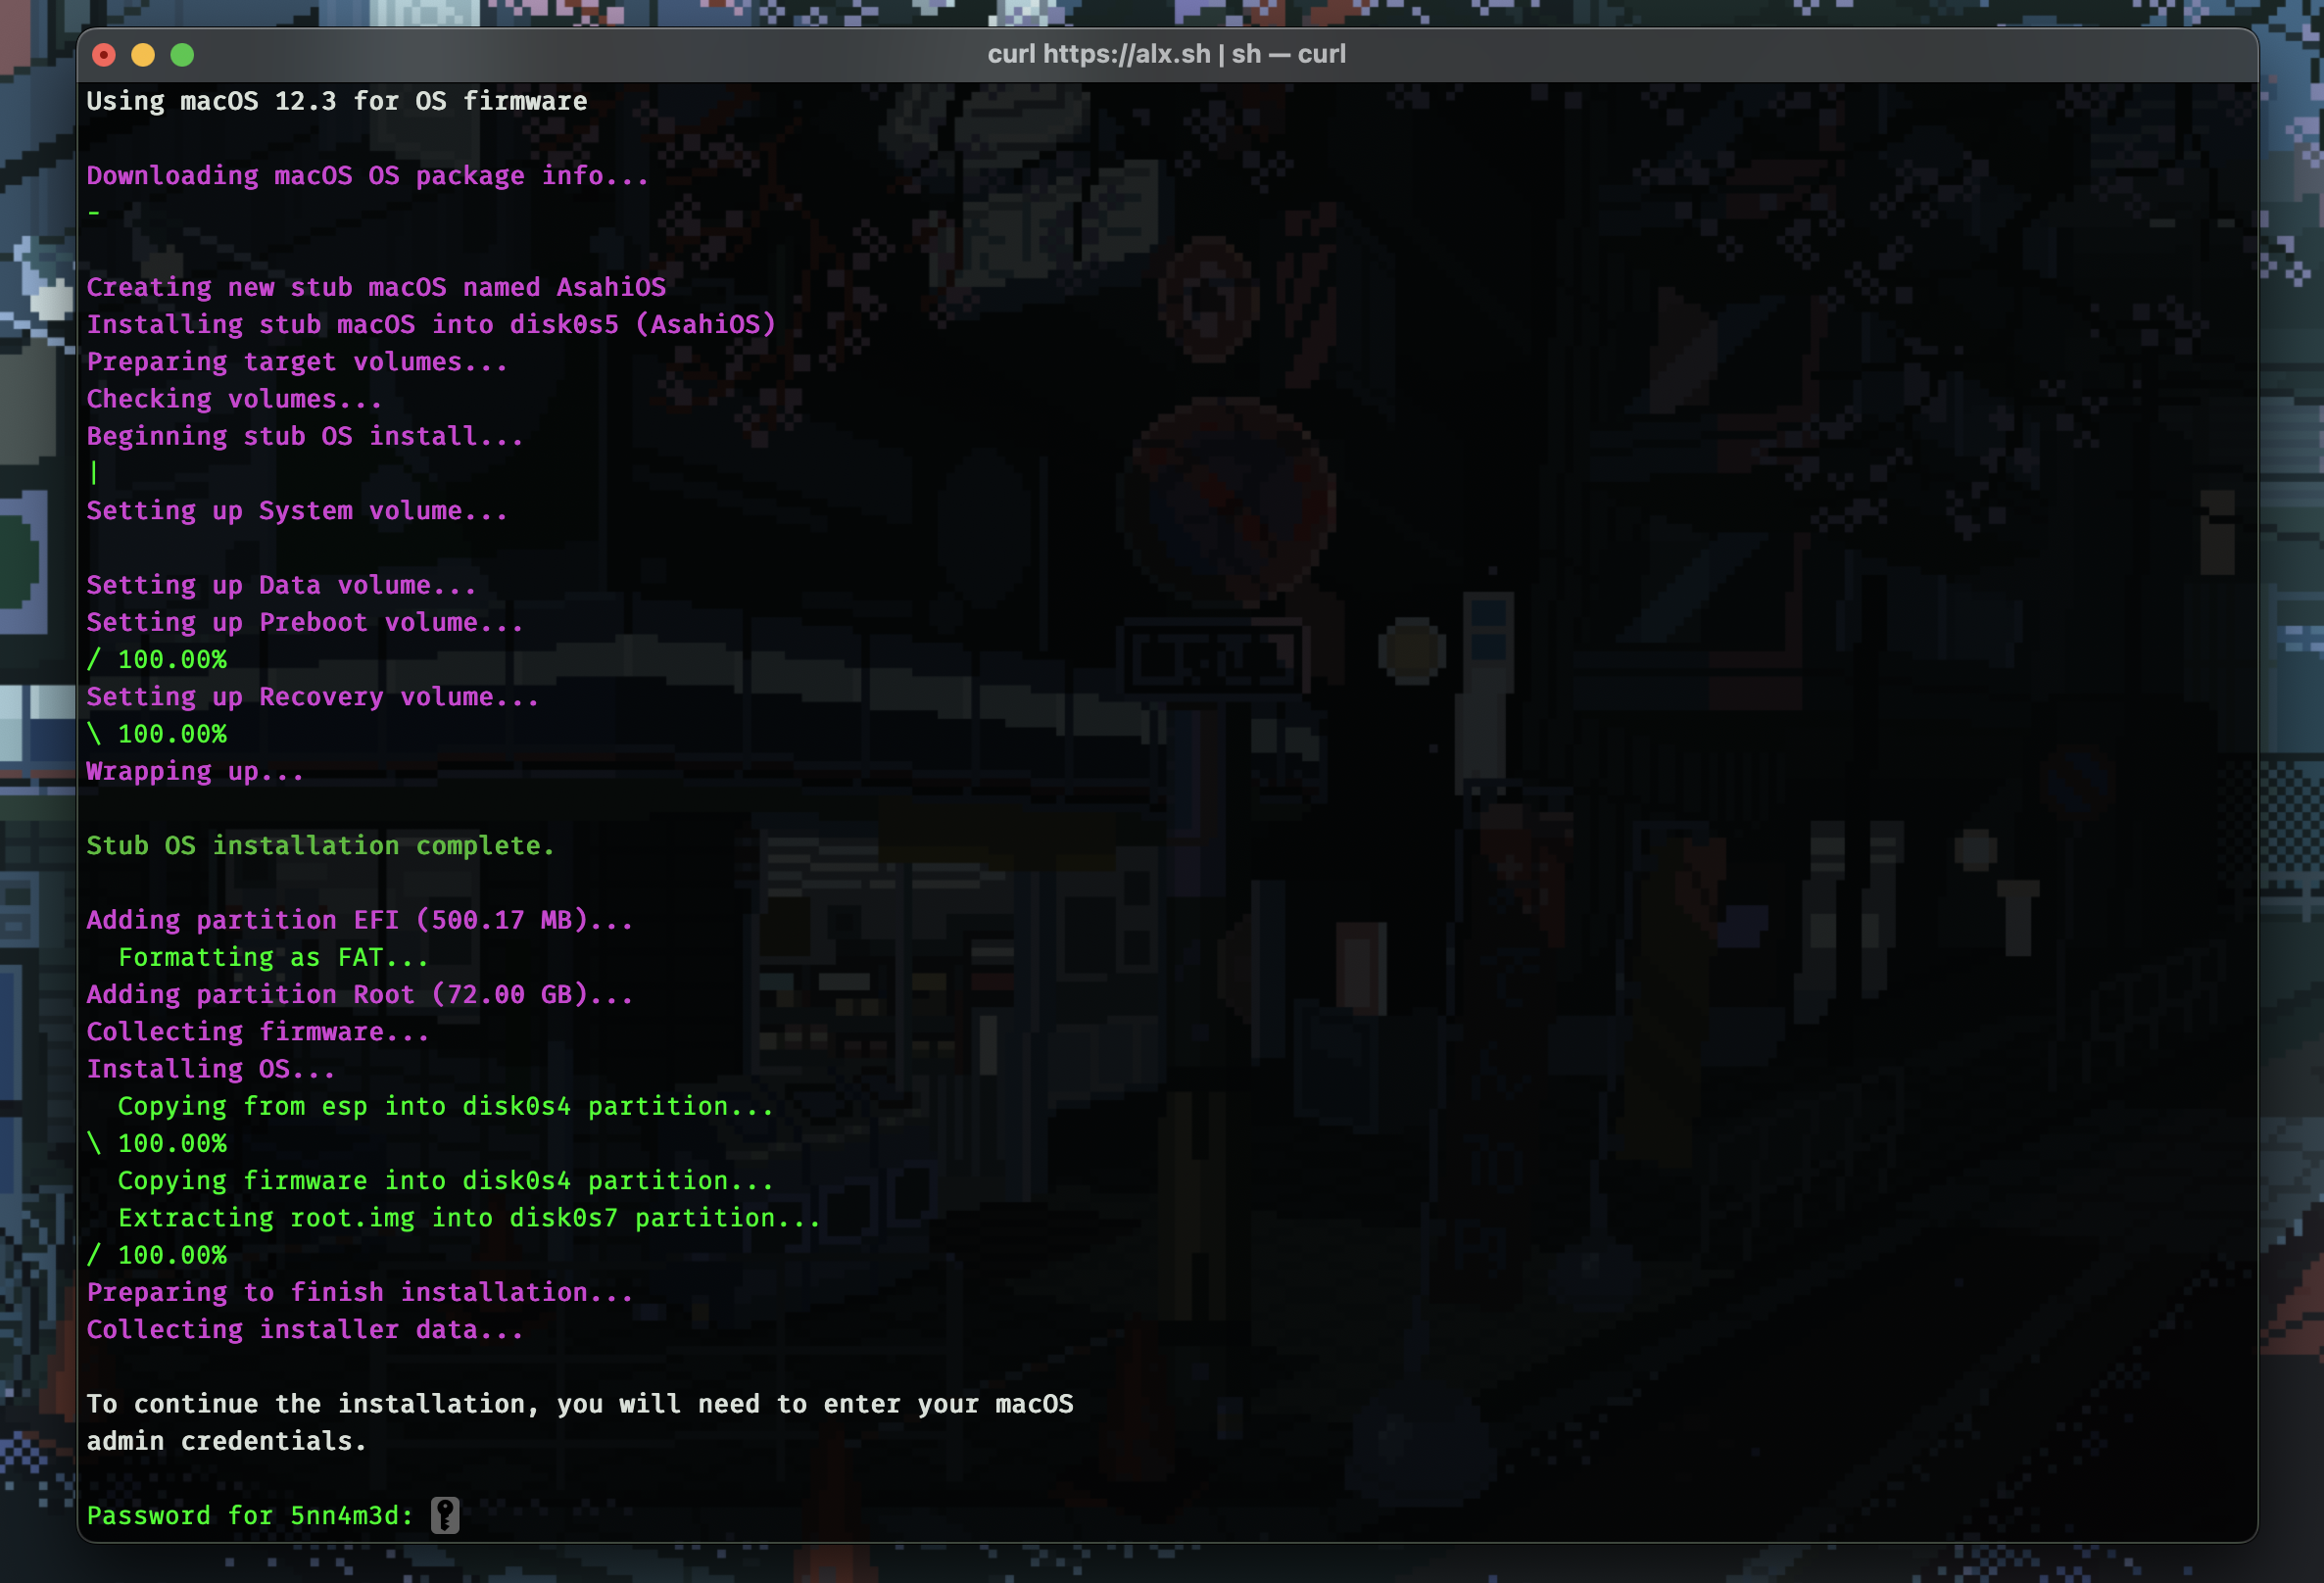 curl https://alx.sh | sh — curl
Using macOS 12.3 for OS firmware
Downloading macOS OS package info...
-
Creating new stub macOS named AsahiOS
Installing stub macOS into disk0s5 (AsahiOS)
Preparing target volumes...
Checking volumes...
Beginning stub OS install...
|
Setting up System volume...
Setting up Data volume...
Setting up Preboot volume...
/ 100.00%
Setting up Recovery volume...
\ 100.00%
Wrapping up...
Stub OS installation complete.
Adding partition EFI (500.17 MB)...
Formatting as FAT...
Adding partition Root (72.00 GB)...
Collecting firmware...
Installing OS...
Copying from esp into disk0s4 partition...
\ 100.00%
Copying firmware into disk0s4 partition...
Extracting root.img into disk0s7 partition...
/ 100.00%
Preparing to finish installation...
Collecting installer data...
To continue the installation, you will need to enter your macOS
admin credentials.
Password for 5nn4m3d: